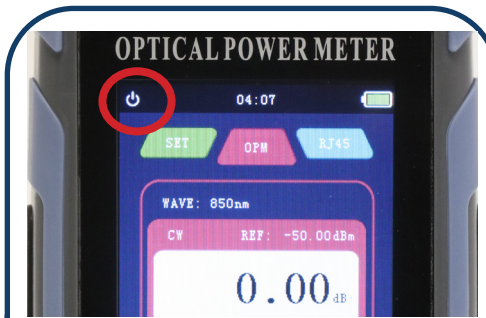 OPTICAL POWER METER
04:07
SET OPM RJ45
WAVE: 850nm
CW REF: -50.00dBm
0.00dB